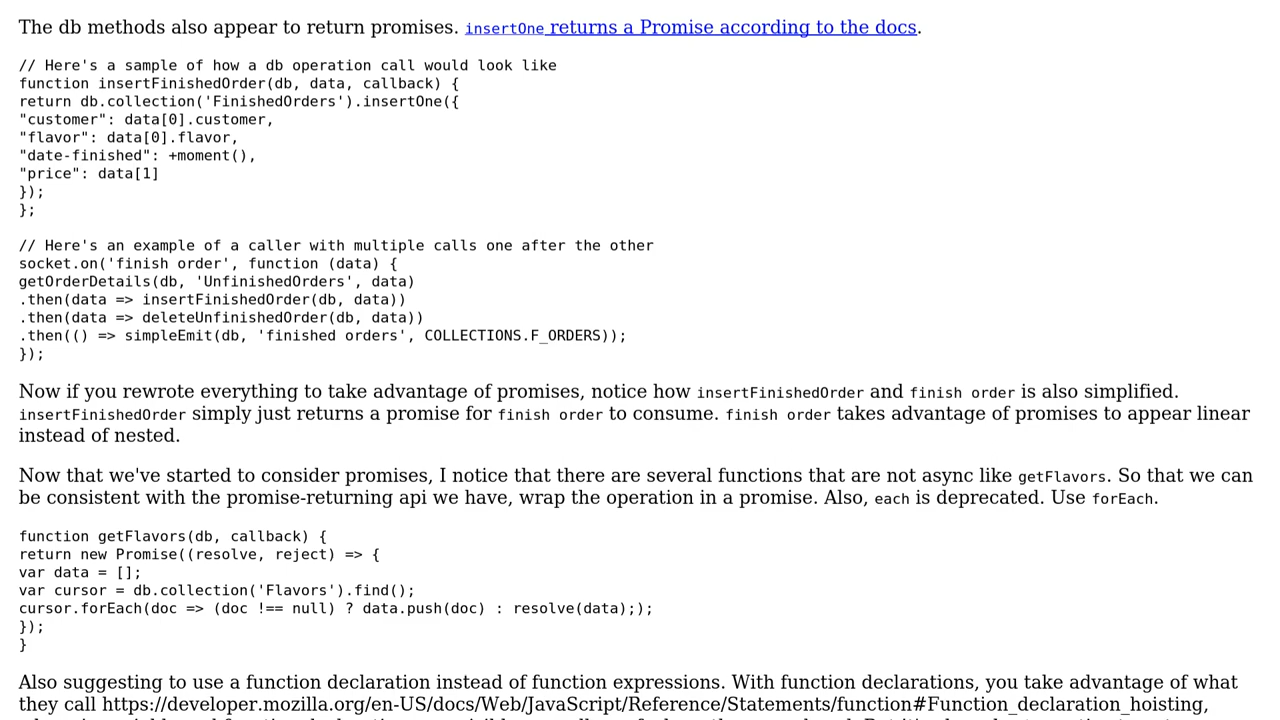 The db methods also appear to return promises. insertOne returns a Promise according to the docs.
// Here's a sample of how a db operation call would look like
function insertFinishedOrder(db, data, callback) {
return db.collection('FinishedOrders').insertOne({
"customer": data[0].customer,
"flavor": data[0].flavor,
"date-finished": +moment(),
"price": data[1]
});
};
// Here's an example of a caller with multiple calls one after the other
socket.on('finish order', function (data) {
getOrderDetails(db, 'UnfinishedOrders', data)
.then(data => insertFinishedOrder(db, data))
.then(data => deleteUnfinishedOrder(db, data))
.then(() => simpleEmit(db, 'finished orders', COLLECTIONS.F_ORDERS));
});
Now if you rewrote everything to take advantage of promises, notice how insertFinishedOrder and finish order is also simplified.
insertFinishedOrder simply just returns a promise for finish order to consume. finish order takes advantage of promises to appear linear
instead of nested.
Now that we've started to consider promises, I notice that there are several functions that are not async like getFlavors. So that we can
be consistent with the promise-returning api we have, wrap the operation in a promise. Also, each is deprecated. Use forEach.
function getFlavors(db, callback) {
return new Promise((resolve, reject) => {
var data = [];
var cursor = db.collection('Flavors').find();
cursor.forEach(doc => (doc !== null) ? data.push(doc) : resolve(data););
});
}
Also suggesting to use a function declaration instead of function expressions. With function declarations, you take advantage of what
they call https://developer.mozilla.org/en-US/docs/Web/JavaScript/Reference/Statements/function#Function_declaration_hoisting,